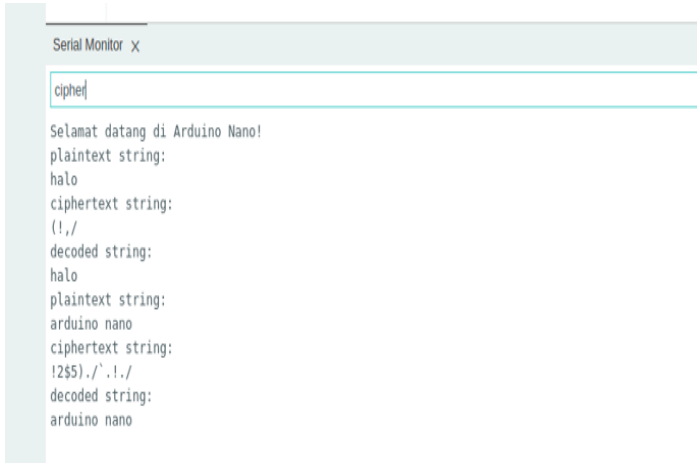 Serial Monitor X
cipher
Selamat datang di Arduino Nano!
plaintext string:
halo
ciphertext string:
(!,/
decoded string:
halo
plaintext string:
arduino nano
ciphertext string:
!2$5)./`.!./
decoded string:
arduino nano